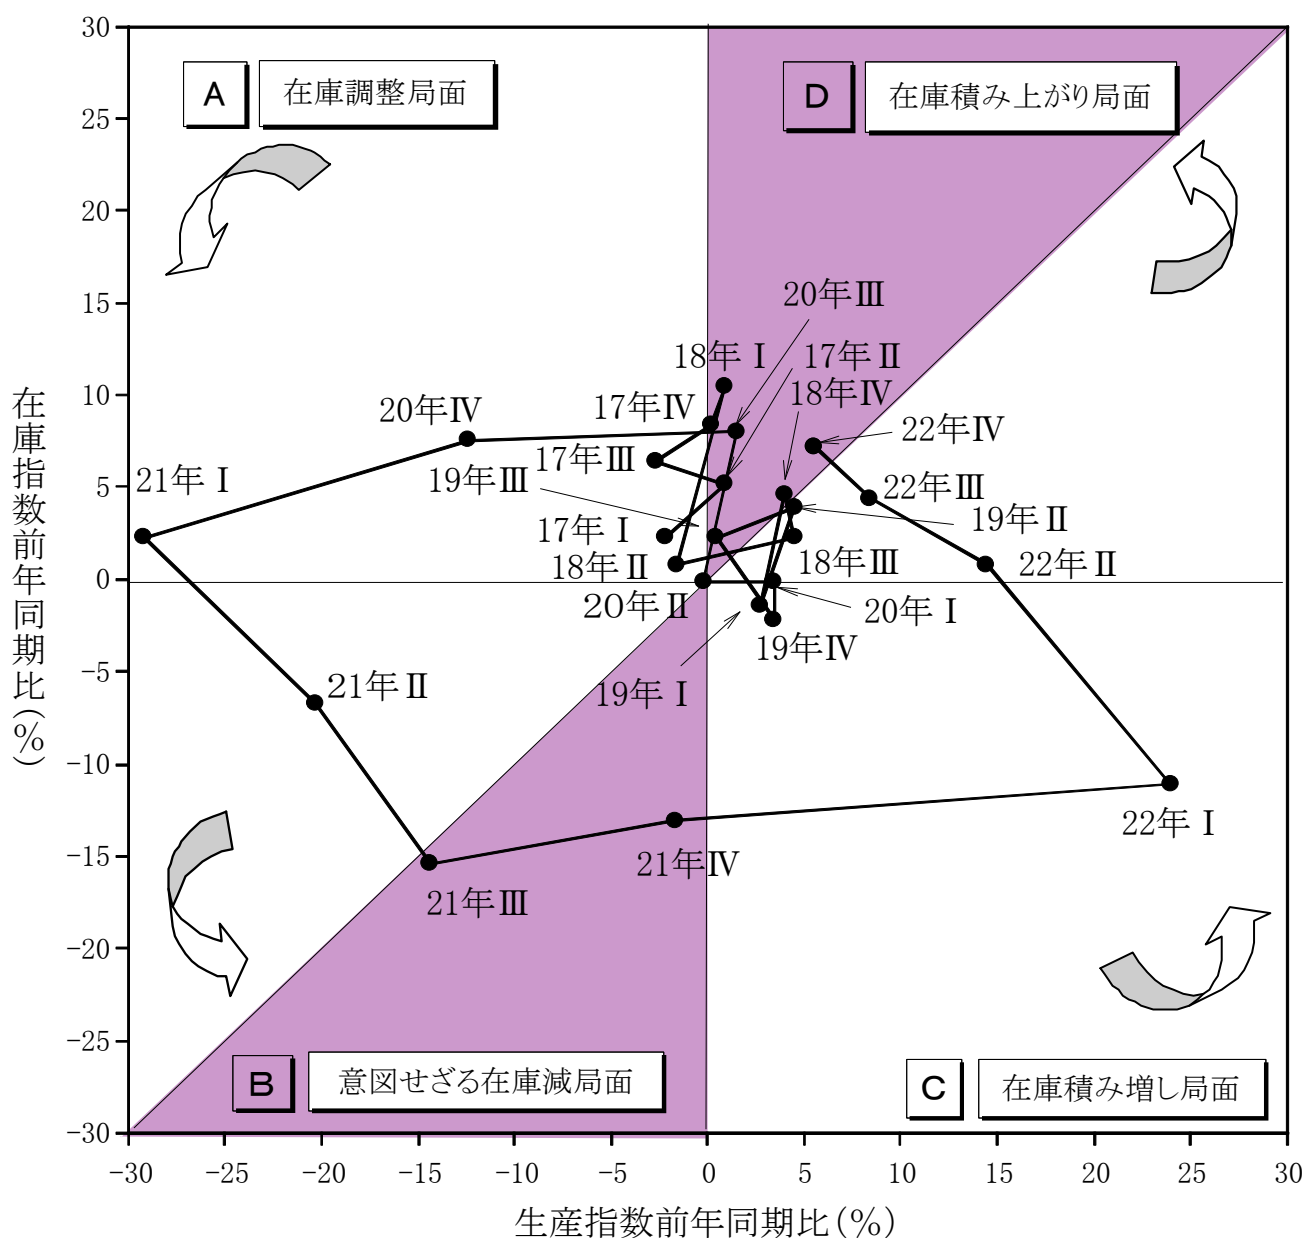 30
25
20
15
10
5
0
-5
-10
-15
-20
-25
-30
A
在庫調整局面
D
在庫積み上がり局面
20年Ⅲ
18年Ⅰ
17年Ⅱ
18年Ⅳ
20年Ⅳ
17年Ⅳ
22年Ⅳ
17年Ⅲ
21年Ⅰ
19年Ⅲ
22年Ⅲ
19年Ⅱ
17年Ⅰ
18年Ⅱ
18年Ⅲ
22年Ⅱ
20年Ⅱ
20年Ⅰ
19年Ⅳ
21年Ⅱ
19年Ⅰ
22年Ⅰ
21年Ⅳ
21年Ⅲ
B
意図せざる在庫減局面
C
在庫積み増し局面
在庫指数前年同期比(%)
-30 -25 -20 -15 -10 -5 0 5 10 15 20 25 30
生産指数前年同期比(%)